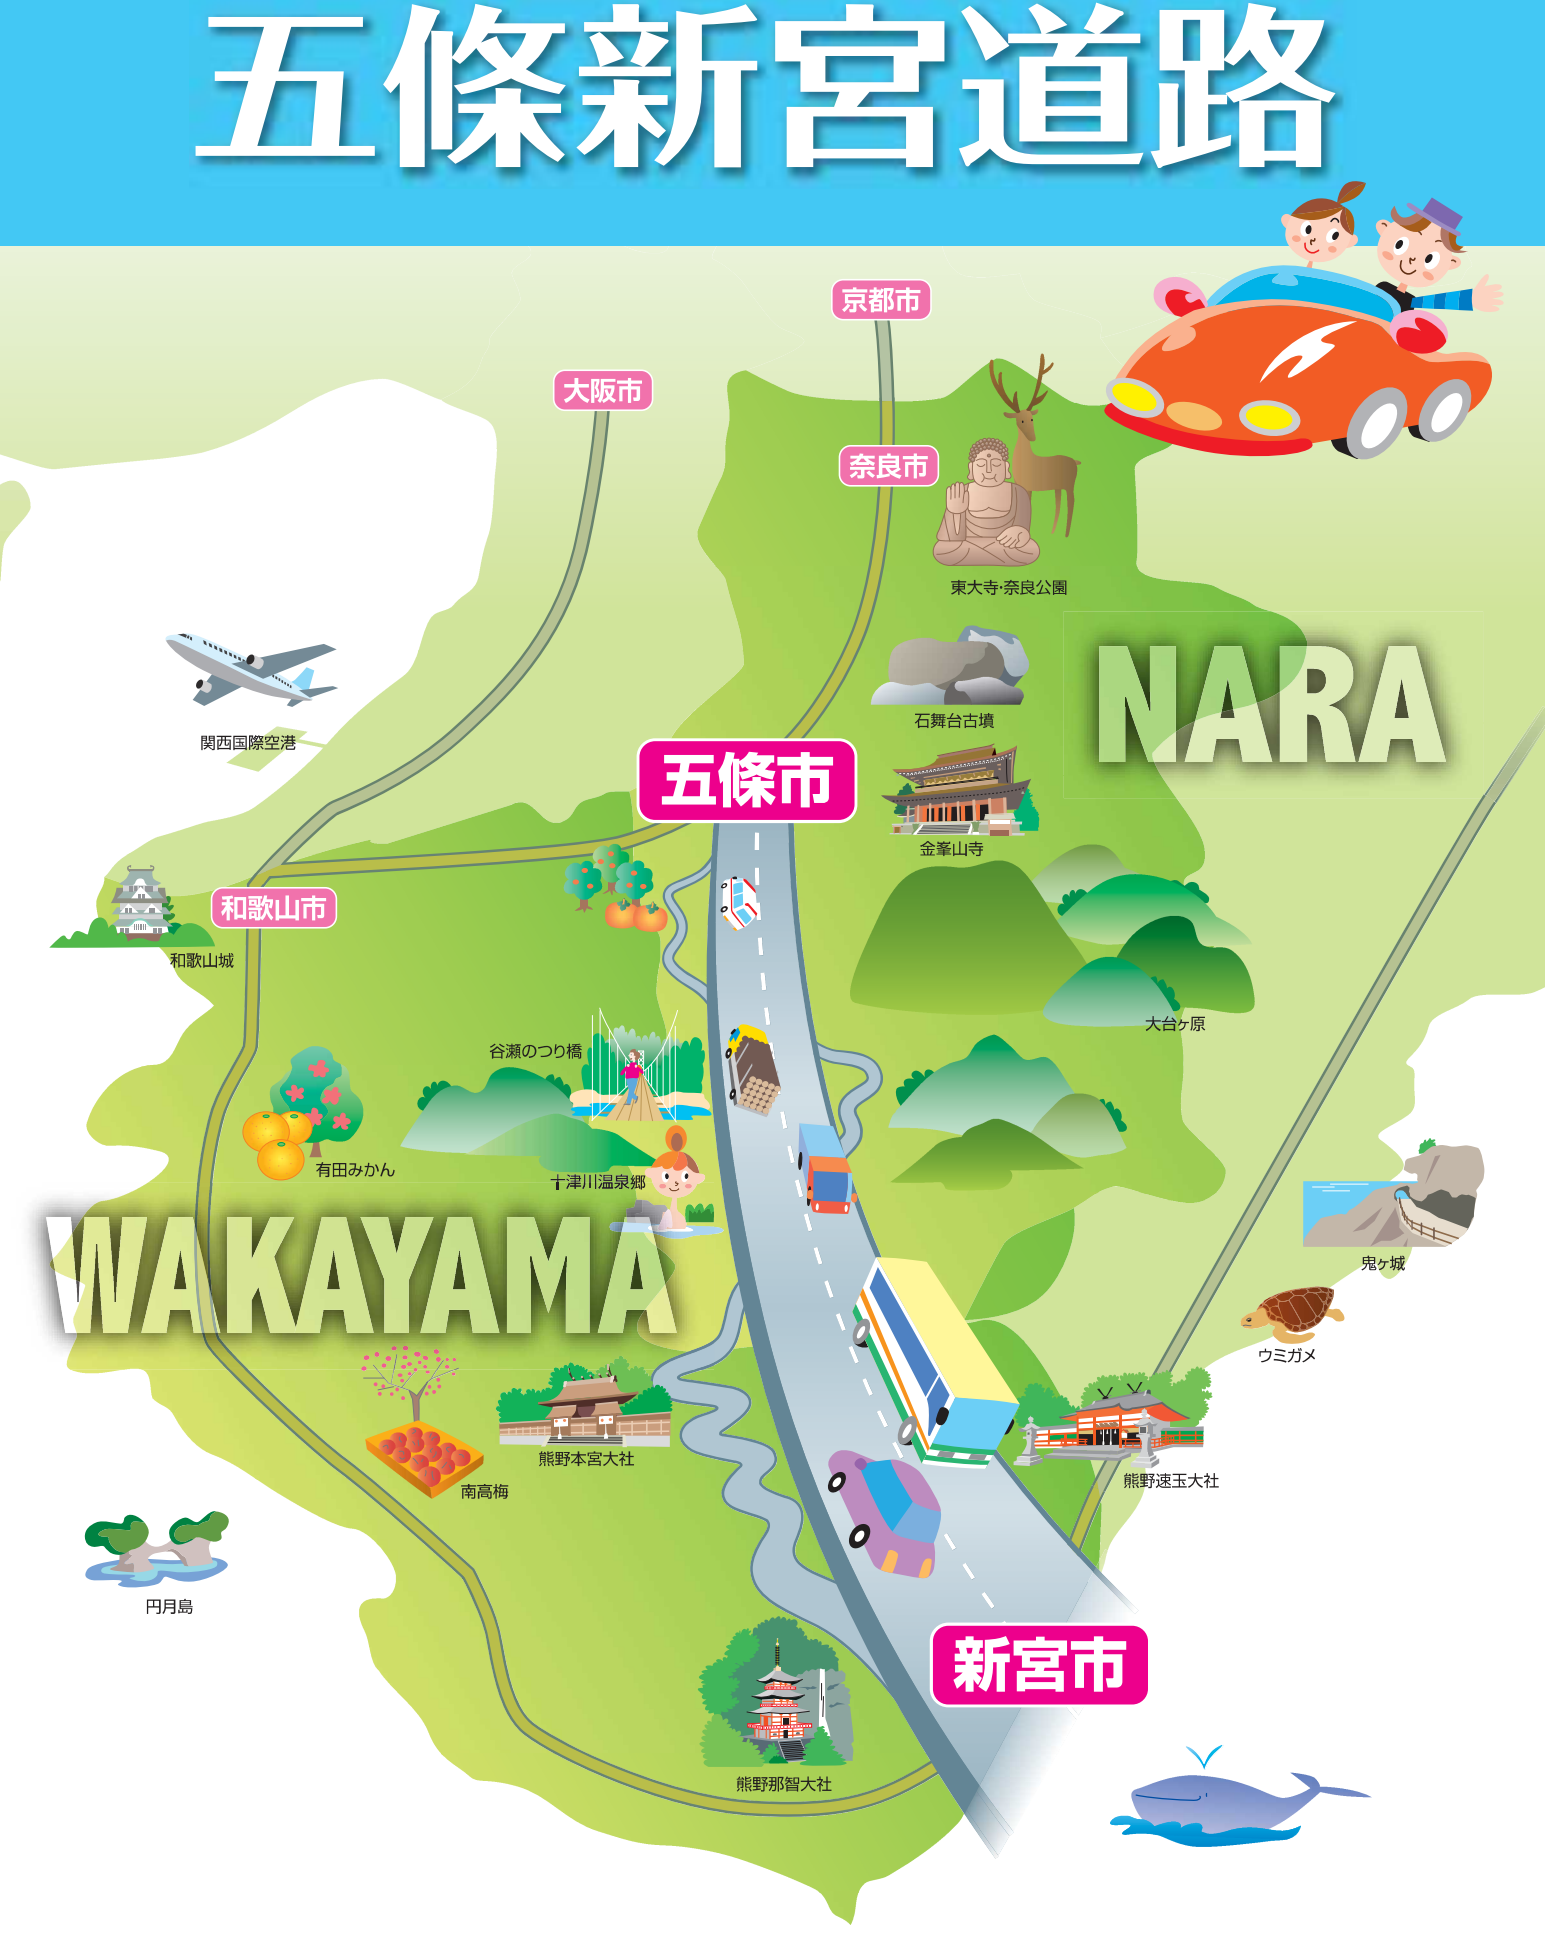 五條新宮道路
京都市
大阪市
奈良市
東大寺・奈良公園
石舞台古墳
NARA
関西国際空港
五條市
金峯山寺
和歌山市
和歌山城
大台ヶ原
谷瀬のつり橋
有田みかん
十津川温泉郷
WAKAYAMA
鬼ヶ城
ウミガメ
熊野本宮大社
南高梅
熊野速玉大社
円月島
新宮市
熊野那智大社